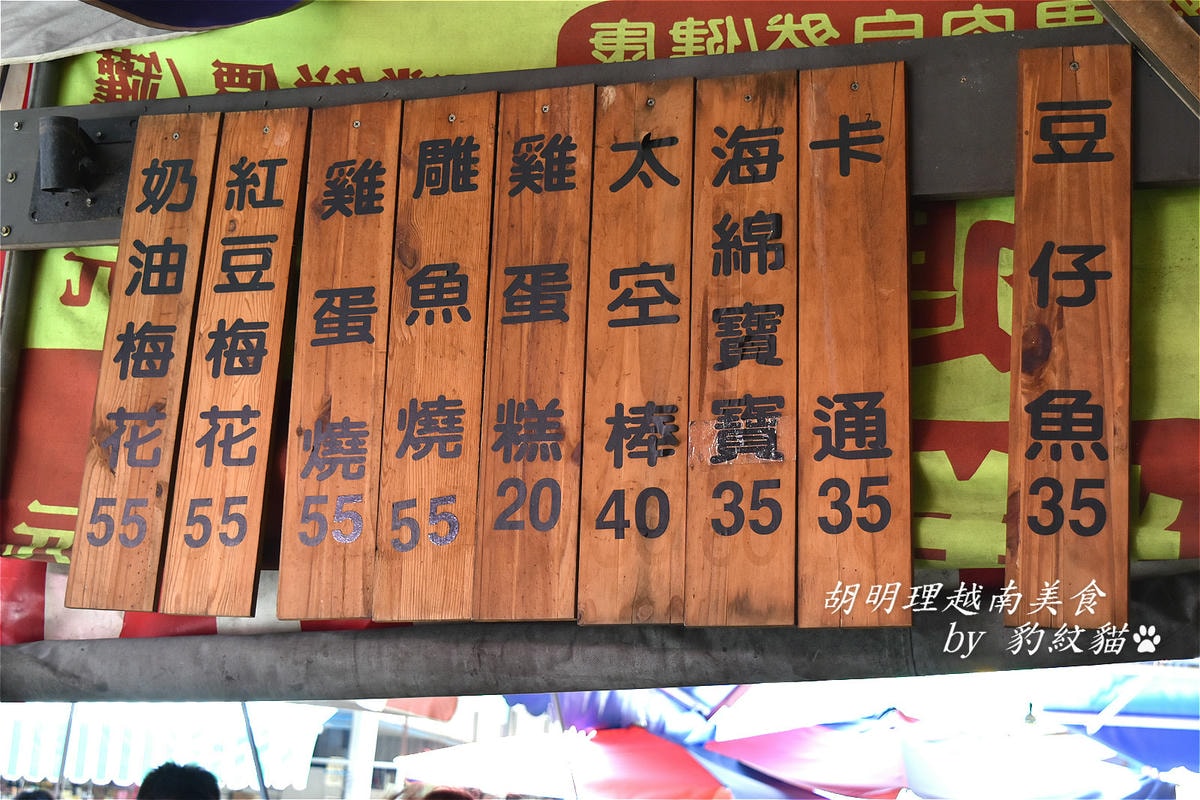 豆仔魚 35
卡通 35
海綿寶寶 35
太空棒 40
雞蛋糕 20
雕魚燒 55
雞蛋燒 55
紅豆梅花 55
奶油梅花 55
胡明理越南美食
by 豹紋貓